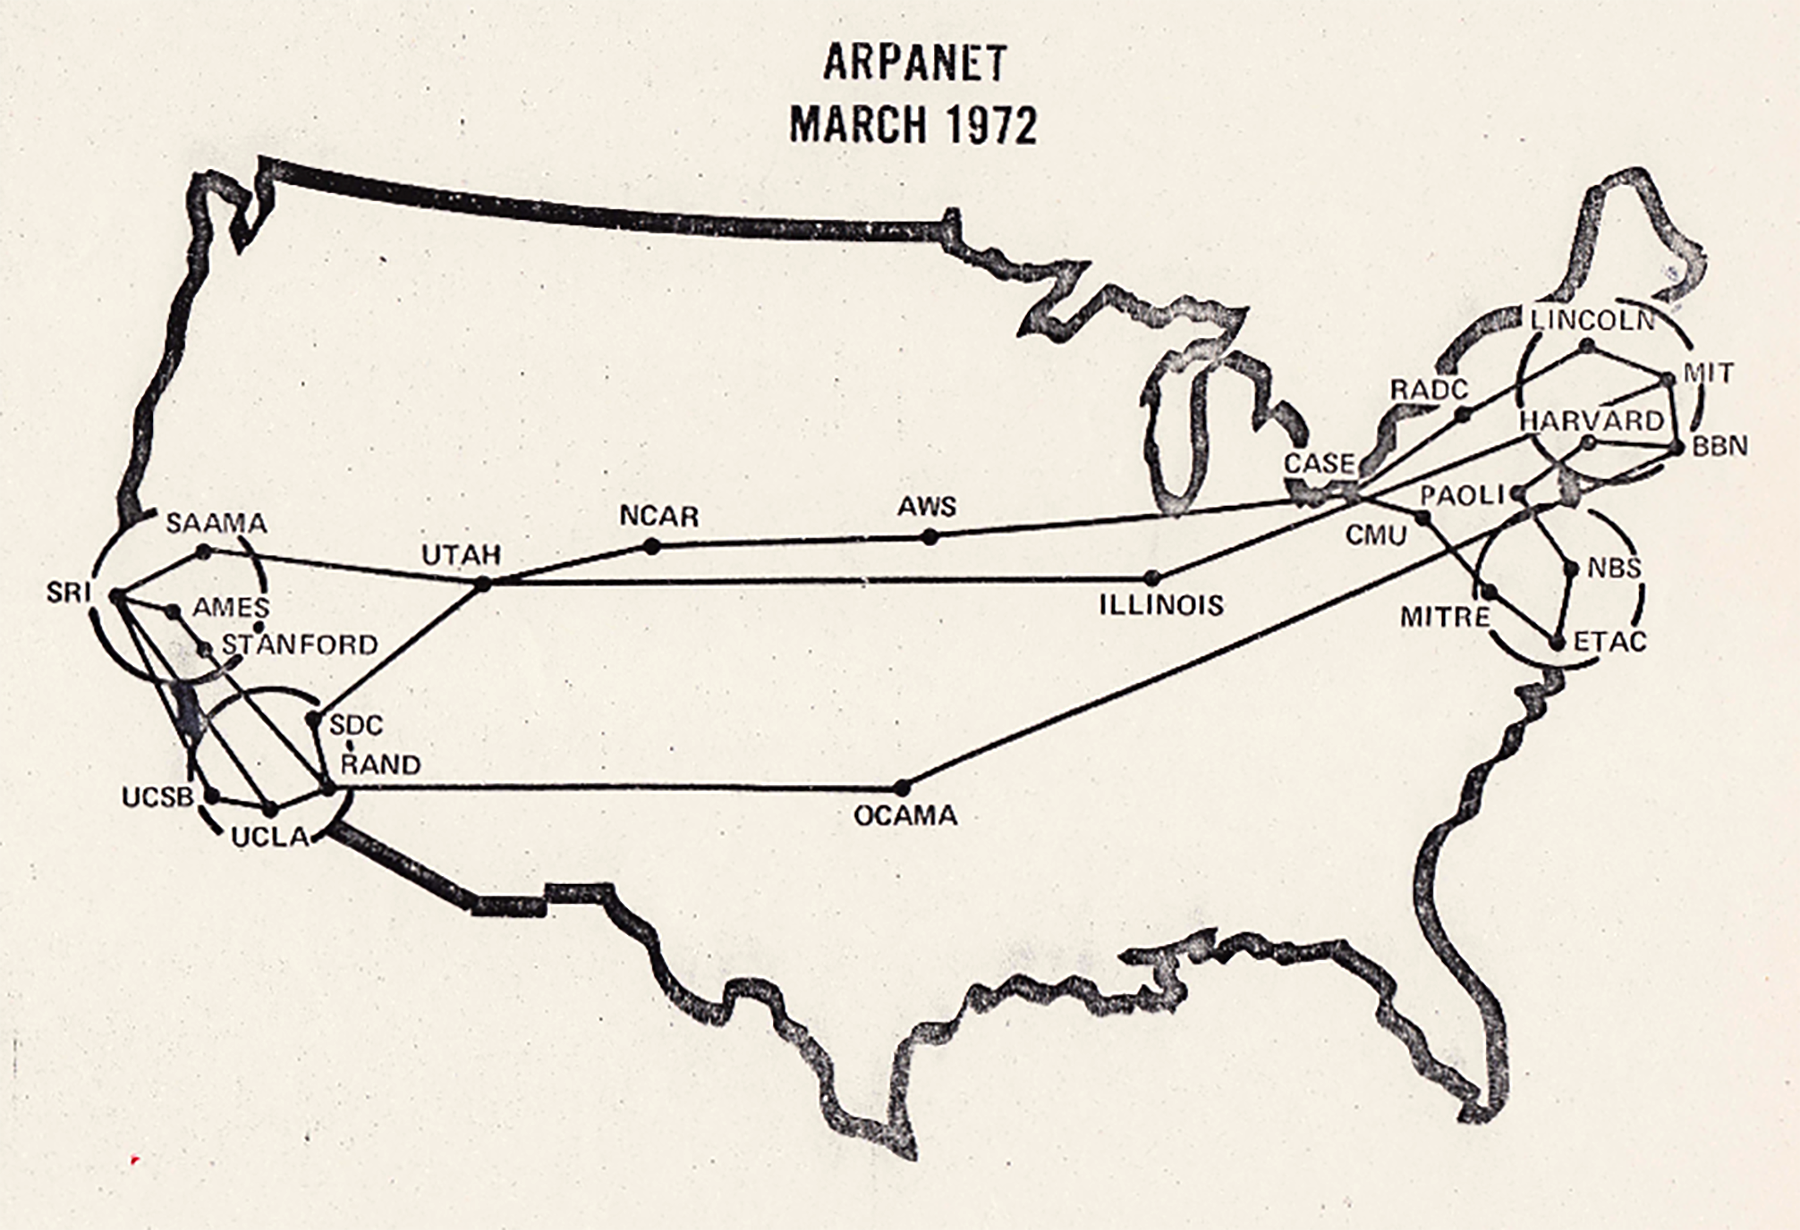 ARPANET
MARCH 1972
LINCOLN
MIT
RADC
HARVARD
BBN
CASE
PAOLI
AWS
NCAR
SAAMA
CMU
UTAH
NBS
SRI
AMES
ILLINOIS
MITRE
STANFORD
ETAC
SDC
RAND
UCSB
OCAMA
UCLA